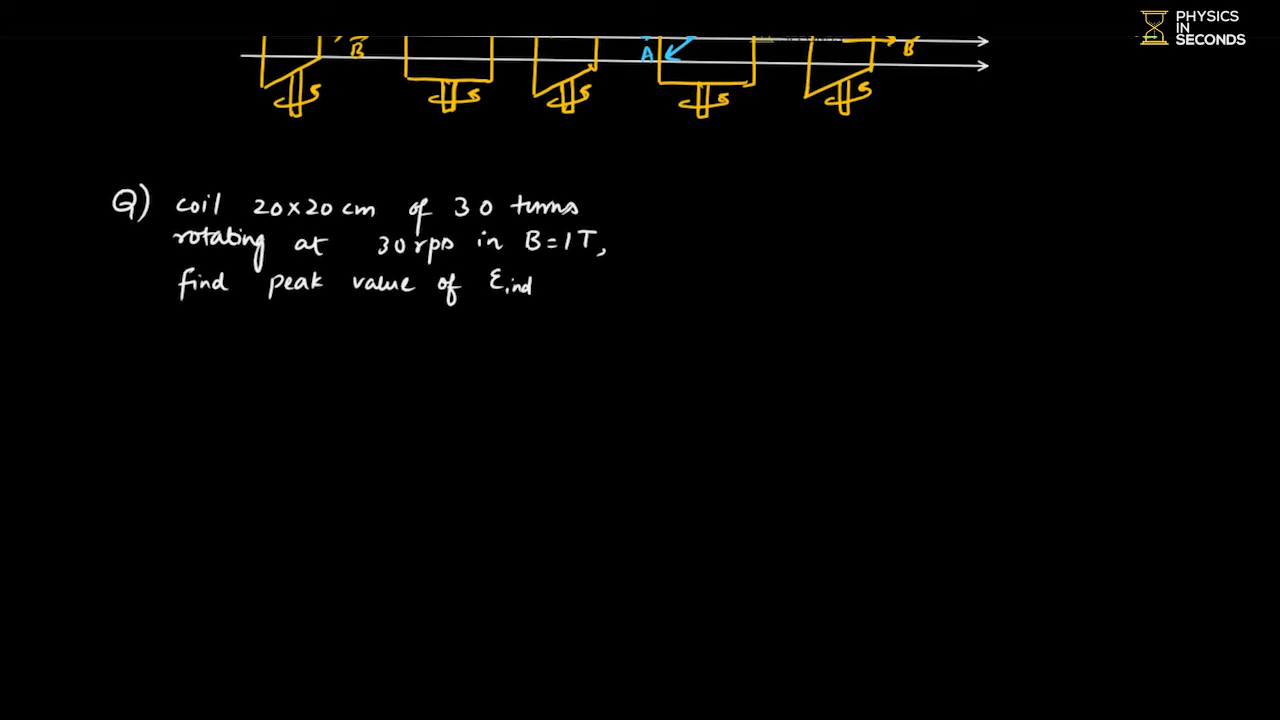 PHYSICS
IN
SECONDS
B
A
B
S
S
S
S
S
Q) coil 20×20 cm of 30 turns
rotating at 30 rps in B=1T,
find peak value of ε,ind